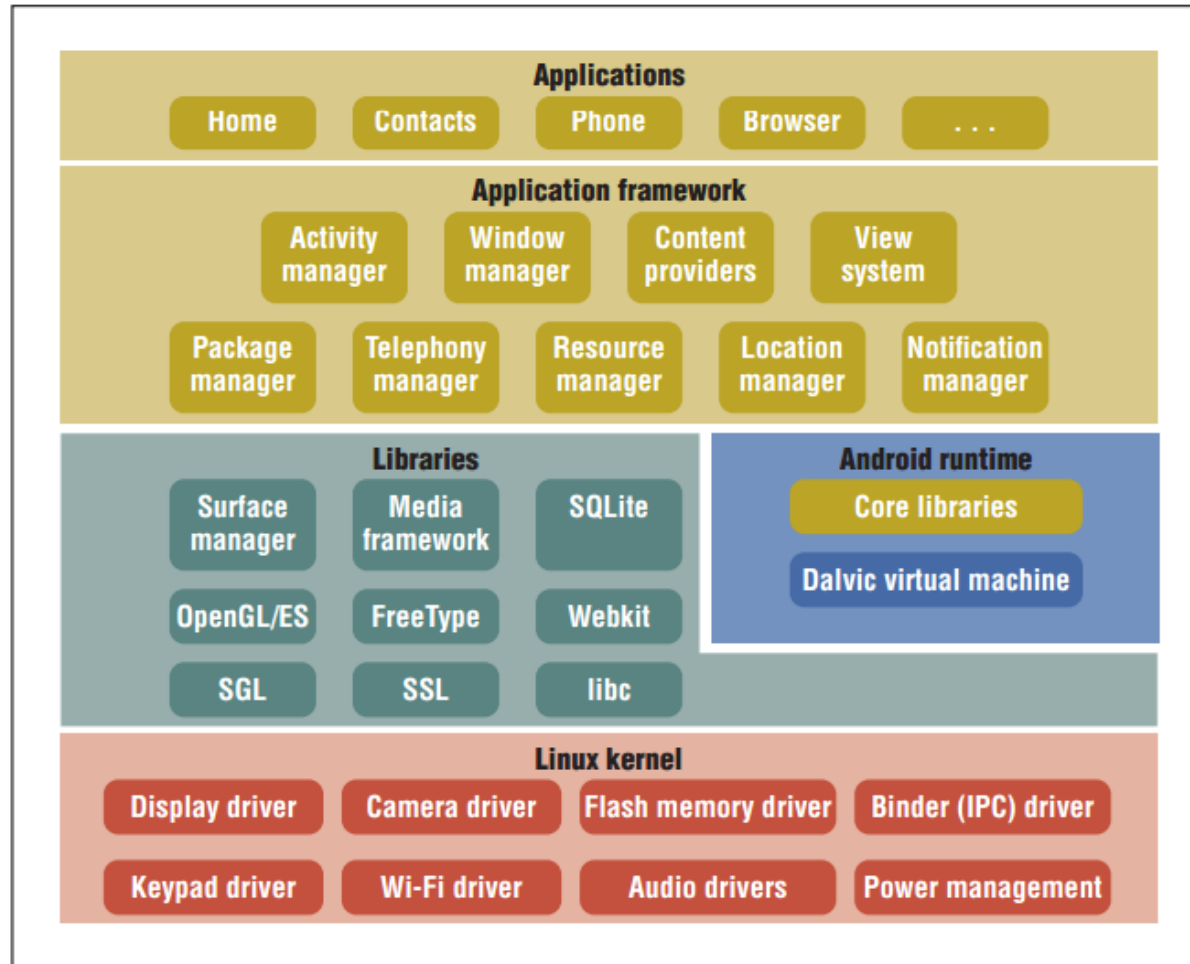 Applications
Home Contacts Phone Browser . . .
Application framework
Activity manager
Window manager
Content providers
View system
Package manager
Telephony manager
Resource manager
Location manager
Notification manager
Libraries
Surface manager
Media framework
SQLite
OpenGL/ES FreeType Webkit
SGL SSL libc
Android runtime
Core libraries
Dalvic virtual machine
Linux kernel
Display driver Camera driver Flash memory driver Binder (IPC) driver
Keypad driver Wi-Fi driver Audio drivers Power management